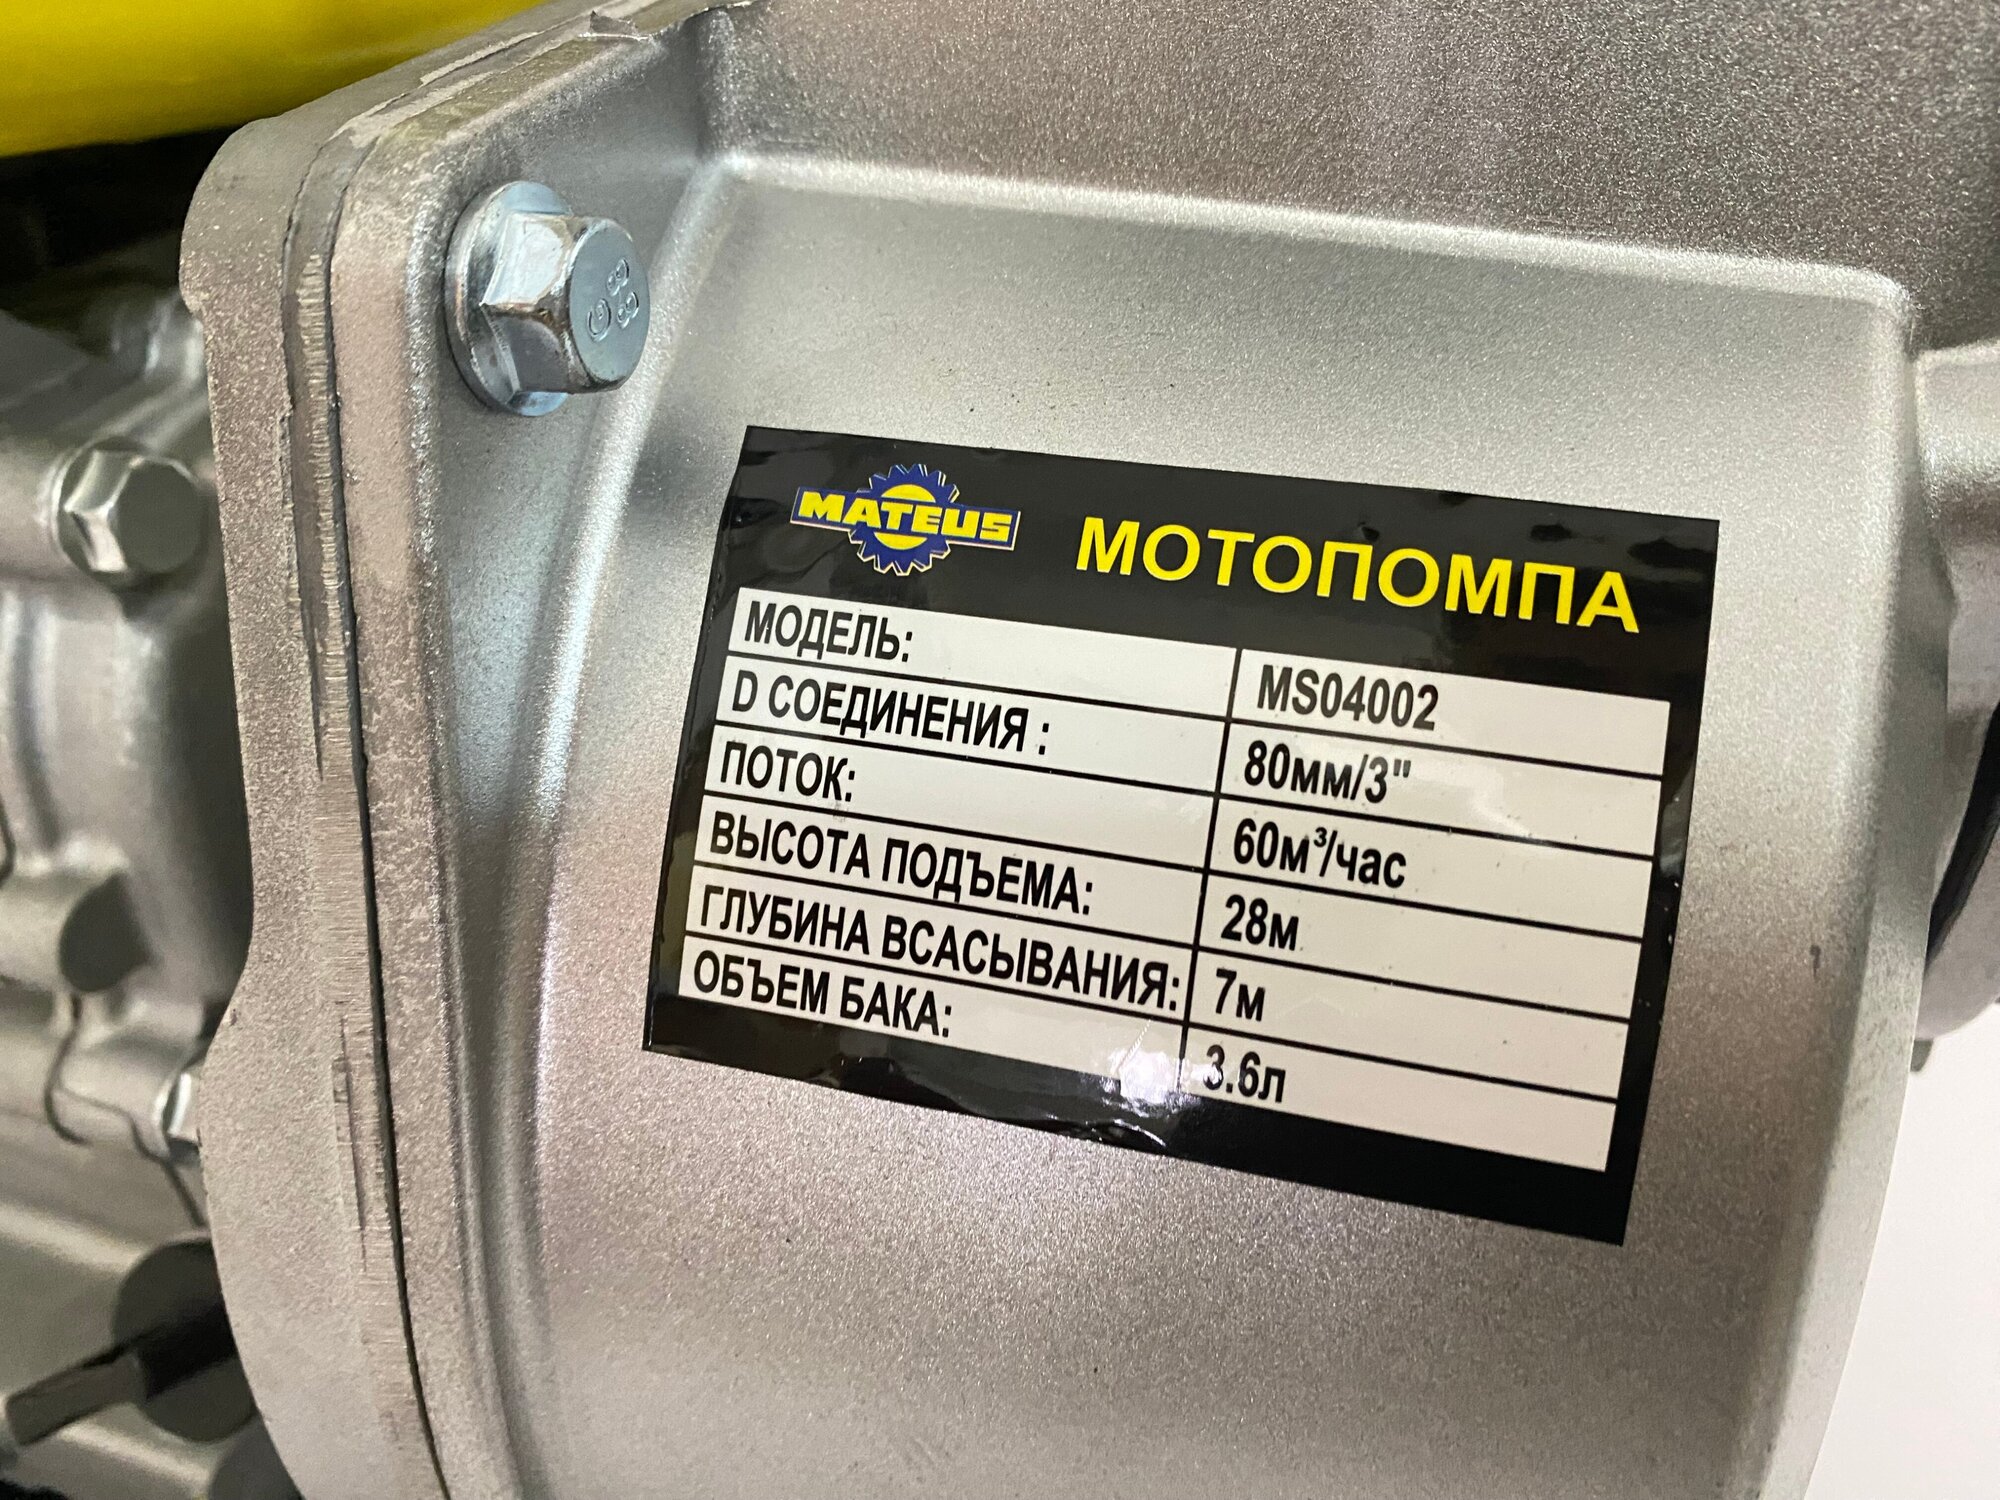 MATEUS МОТОПОМПА
МОДЕЛЬ: MS04002
D СОЕДИНЕНИЯ : 80мм/3"
ПОТОК: 60м³/час
ВЫСОТА ПОДЪЕМА: 28м
ГЛУБИНА ВСАСЫВАНИЯ: 7м
ОБЪЕМ БАКА: 3.6л